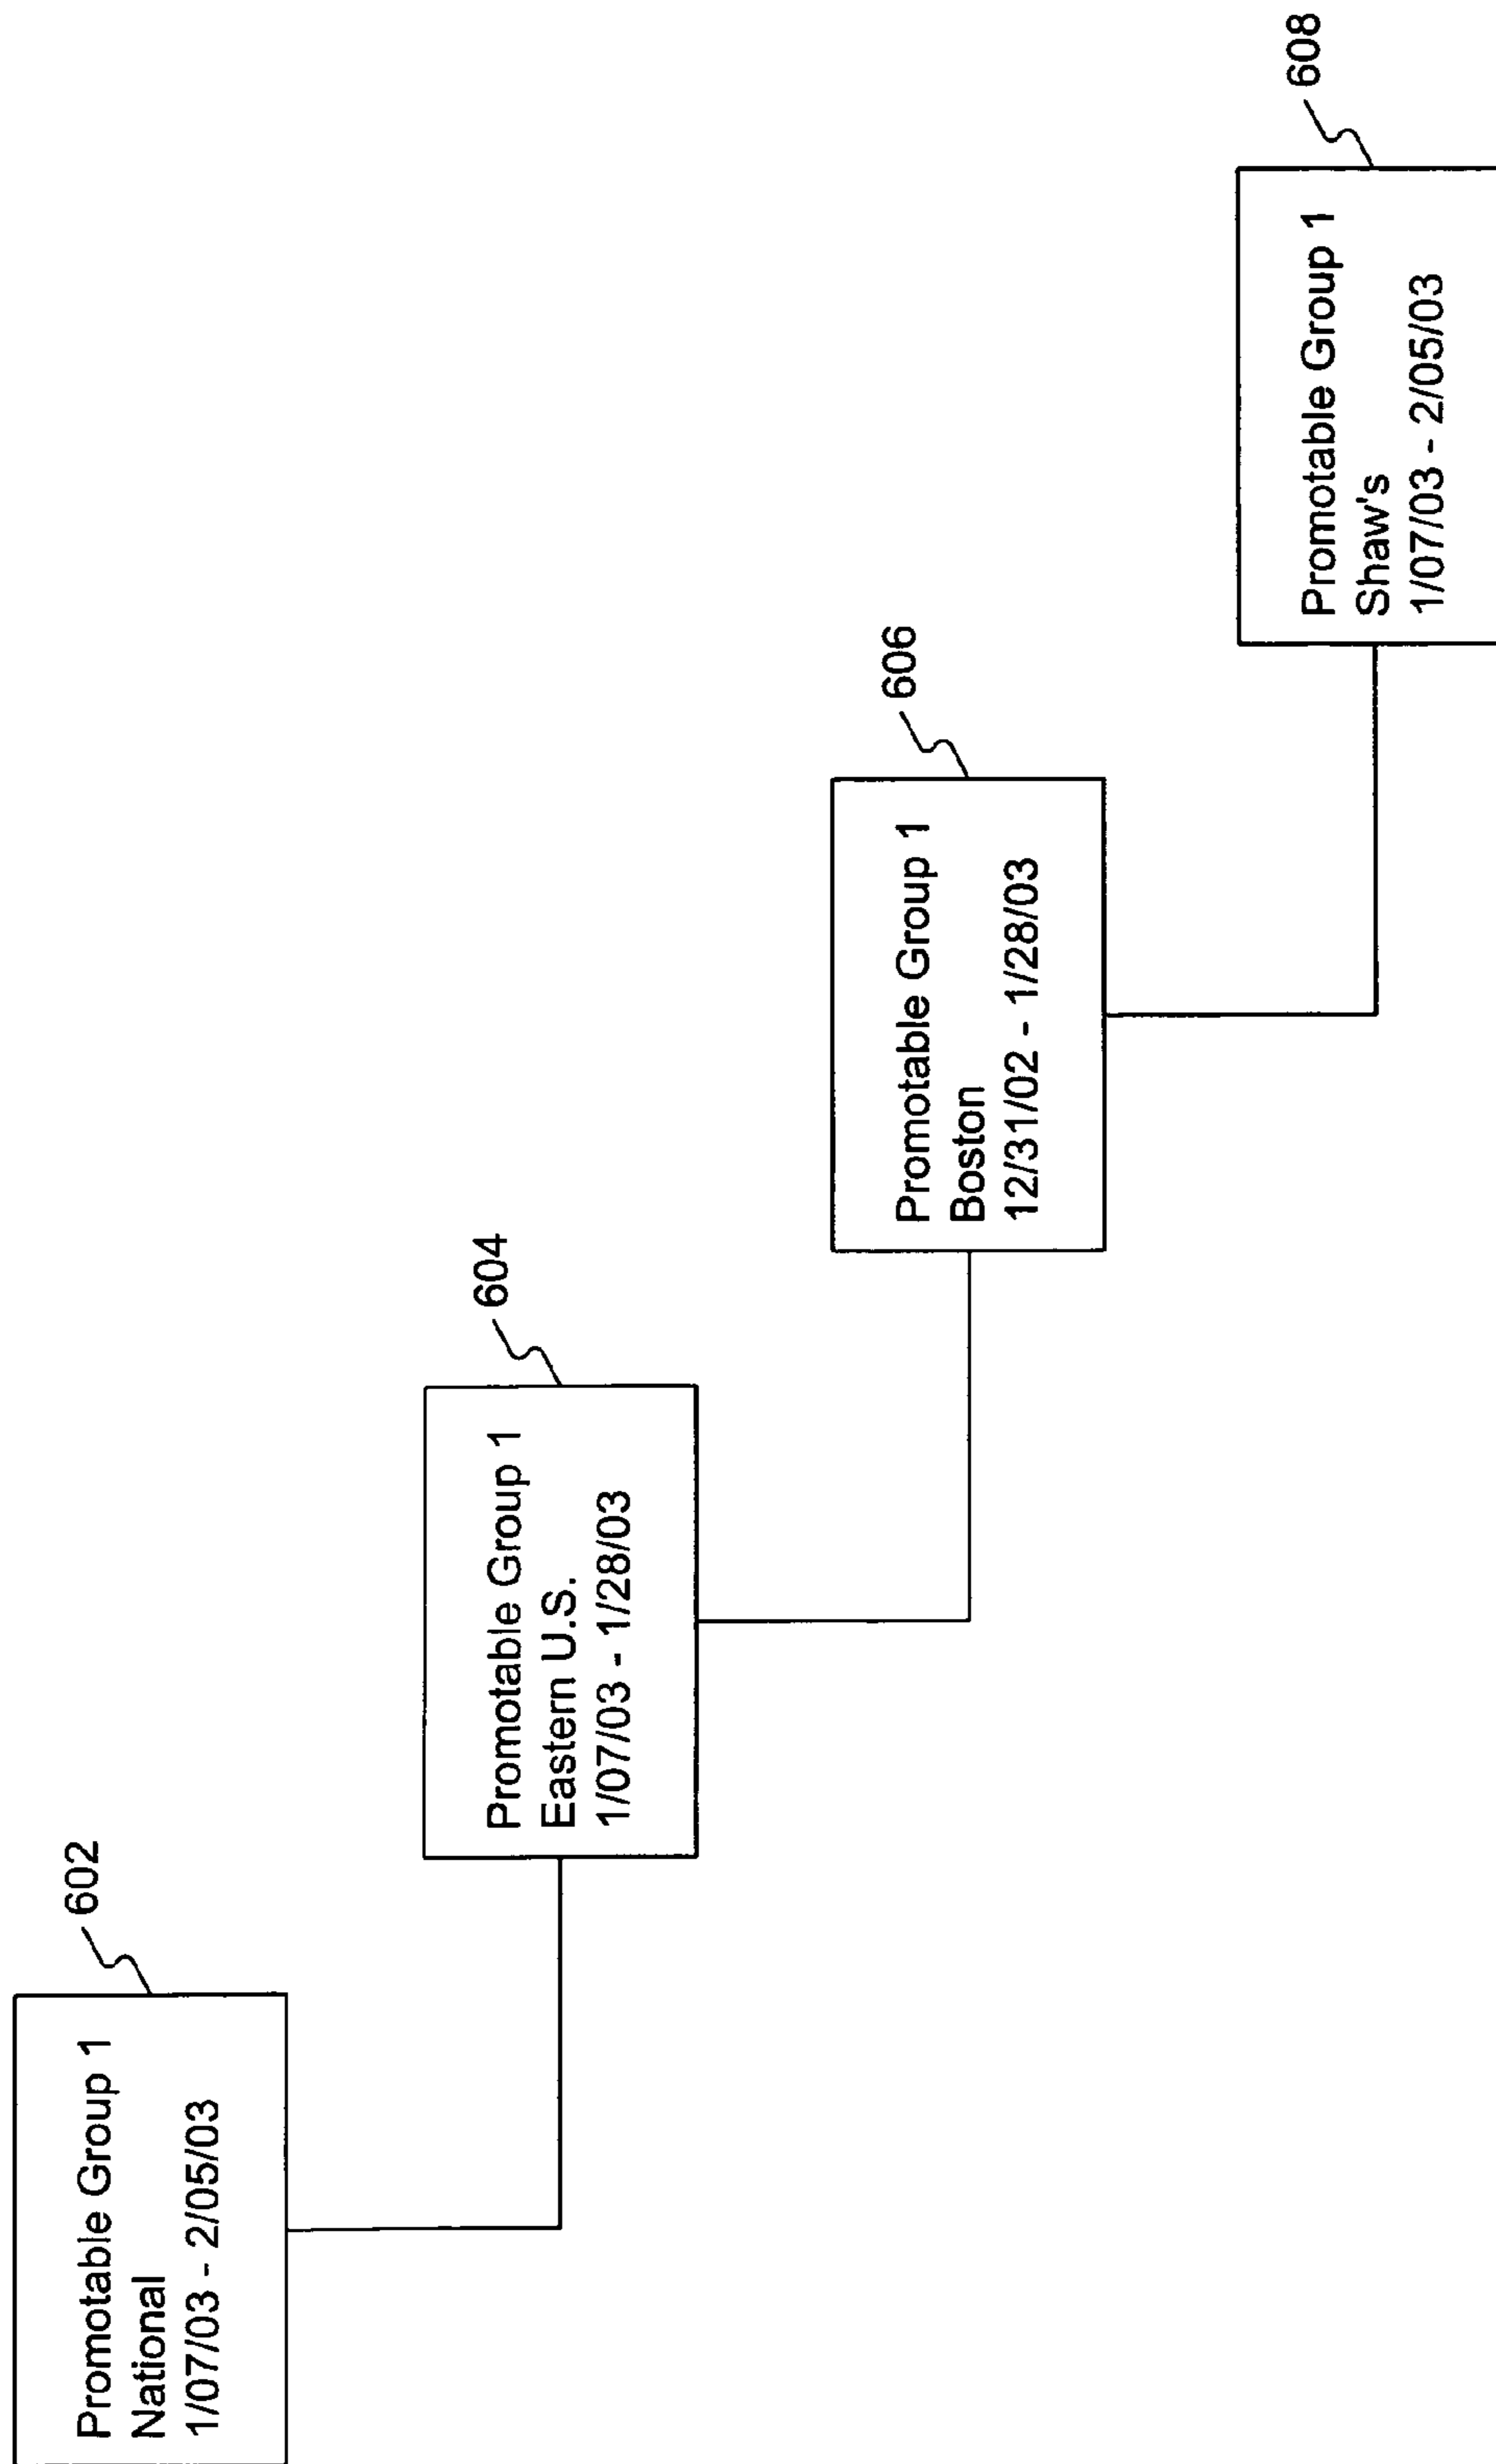 602
Promotable Group 1
National
1/07/03 - 2/05/03
604
Promotable Group 1
Eastern U.S.
1/07/03 - 1/28/03
606
Promotable Group 1
Boston
12/31/02 - 1/28/03
608
Promotable Group 1
Shaw's
1/07/03 - 2/05/03